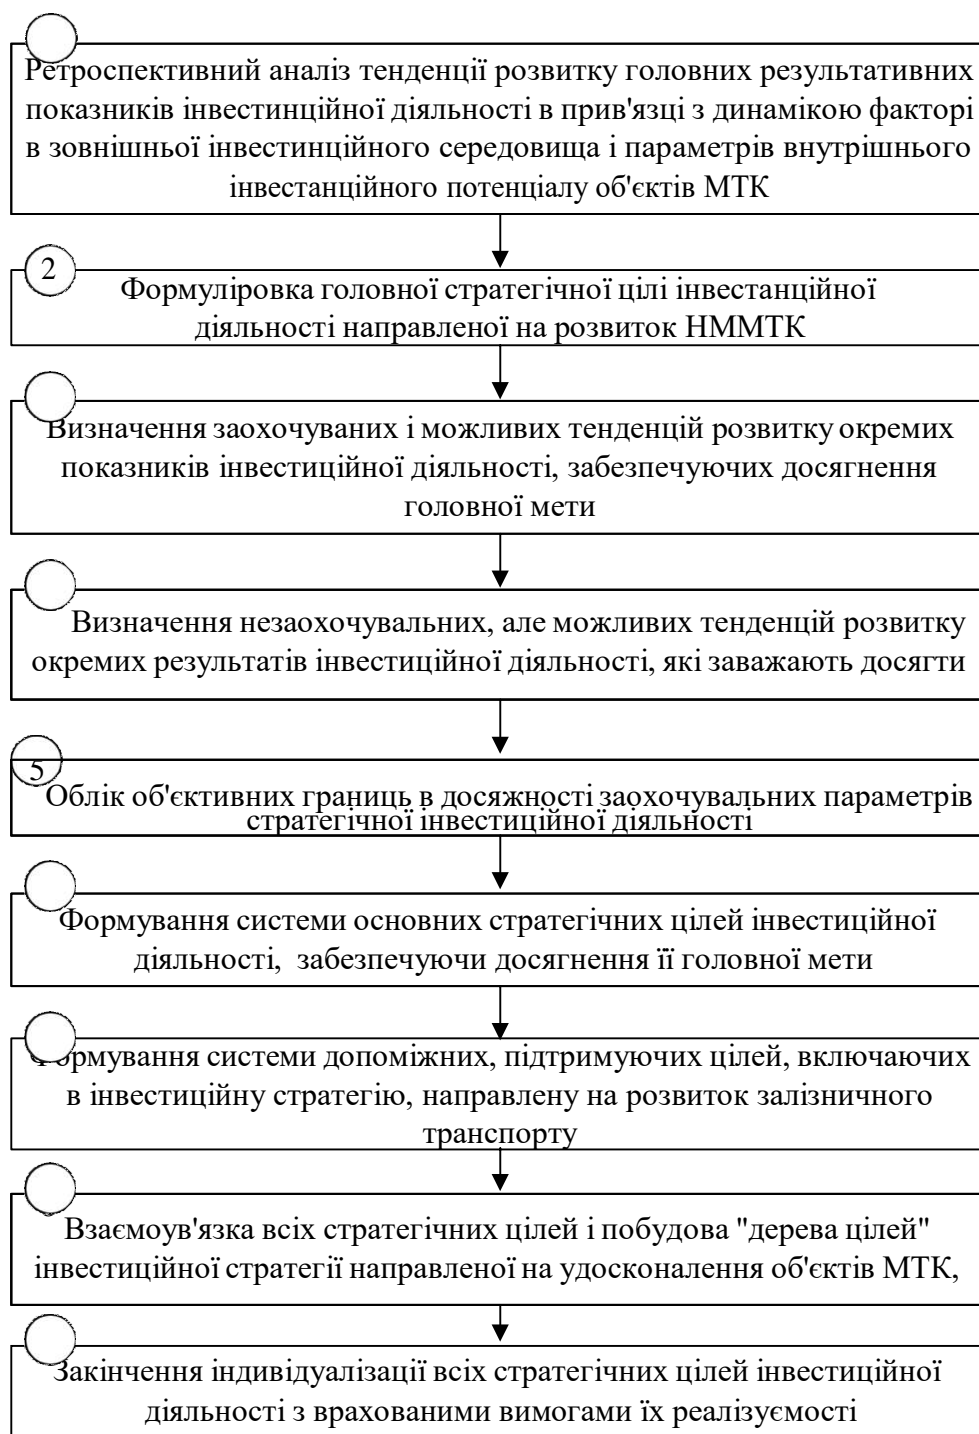 Ретроспективний аналіз тенденції розвитку головних результативних
показників інвестинційної діяльності в прив'язці з динамікою факторі
в зовнішньої інвестинційного середовища і параметрів внутрішнього
інвестанційного потенціалу об'єктів МТК
2
Формуліровка головної стратегічної цілі інвестанційної
діяльності направленої на розвиток НММТК
Визначення заохочуваних і можливих тенденцій розвитку окремих
показників інвестиційної діяльності, забезпечуючих досягнення
головної мети
Визначення незаохочувальних, але можливих тенденцій розвитку
окремих результатів інвестиційної діяльності, які заважають досягти
5
Облік об'єктивних границь в досяжності заохочувальних параметрів
стратегічної інвестиційної діяльності
Формування системи основних стратегічних цілей інвестиційної
діяльності, забезпечуючи досягнення її головної мети
Формування системи допоміжних, підтримуючих цілей, включаючих
в інвестиційну стратегію, направлену на розвиток залізничного
транспорту
Взаємоув'язка всіх стратегічних цілей і побудова "дерева цілей"
інвестиційної стратегії направленої на удосконалення об'єктів МТК,
Закінчення індивідуалізації всіх стратегічних цілей інвестиційної
діяльності з врахованими вимогами їх реалізуємості